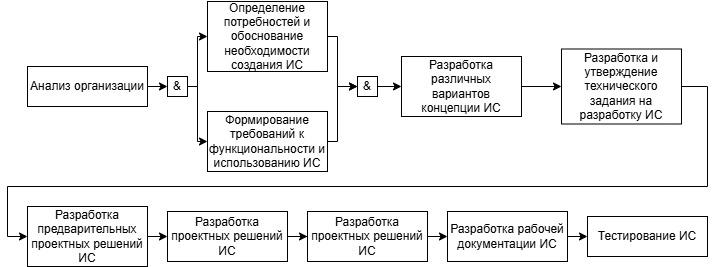 Анализ организации
&
Определение
потребностей и
обоснование
необходимости
создания ИС
Формирование
требований к
функциональности и
использованию ИС
&
Разработка
различных
вариантов
концепции ИС
Разработка и
утверждение
технического
задания на
разработку ИС
Разработка
предварительных
проектных решений
ИС
Разработка
проектных решений
ИС
Разработка
проектных решений
ИС
Разработка рабочей
документации ИС
Тестирование ИС